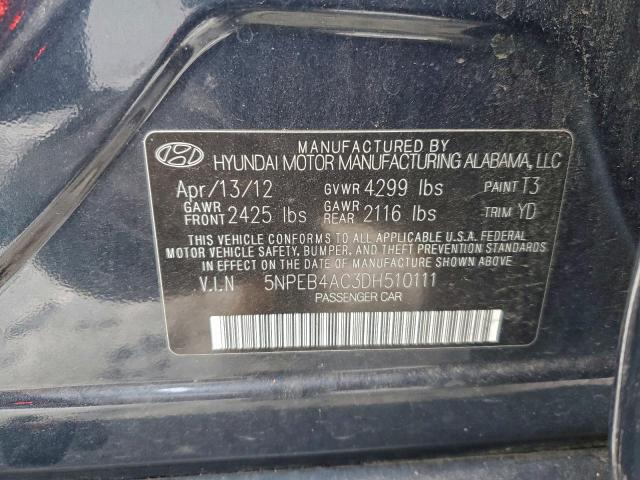 MANUFACTURED BY
HYUNDAI MOTOR MANUFACTURING ALABAMA, LLC
Apr/13/12 GVWR 4299 lbs PAINT T3
GAWR FRONT 2425 lbs GAWR REAR 2116 lbs TRIM YD
THIS VEHICLE CONFORMS TO ALL APPLICABLE U.S.A. FEDERAL
MOTOR VEHICLE SAFETY, BUMPER, AND THEFT PREVENTION STANDARDS
IN EFFECT ON THE DATE OF MANUFACTURE SHOWN ABOVE.
V.I.N 5NPEB4AC3DH510111
PASSENGER CAR